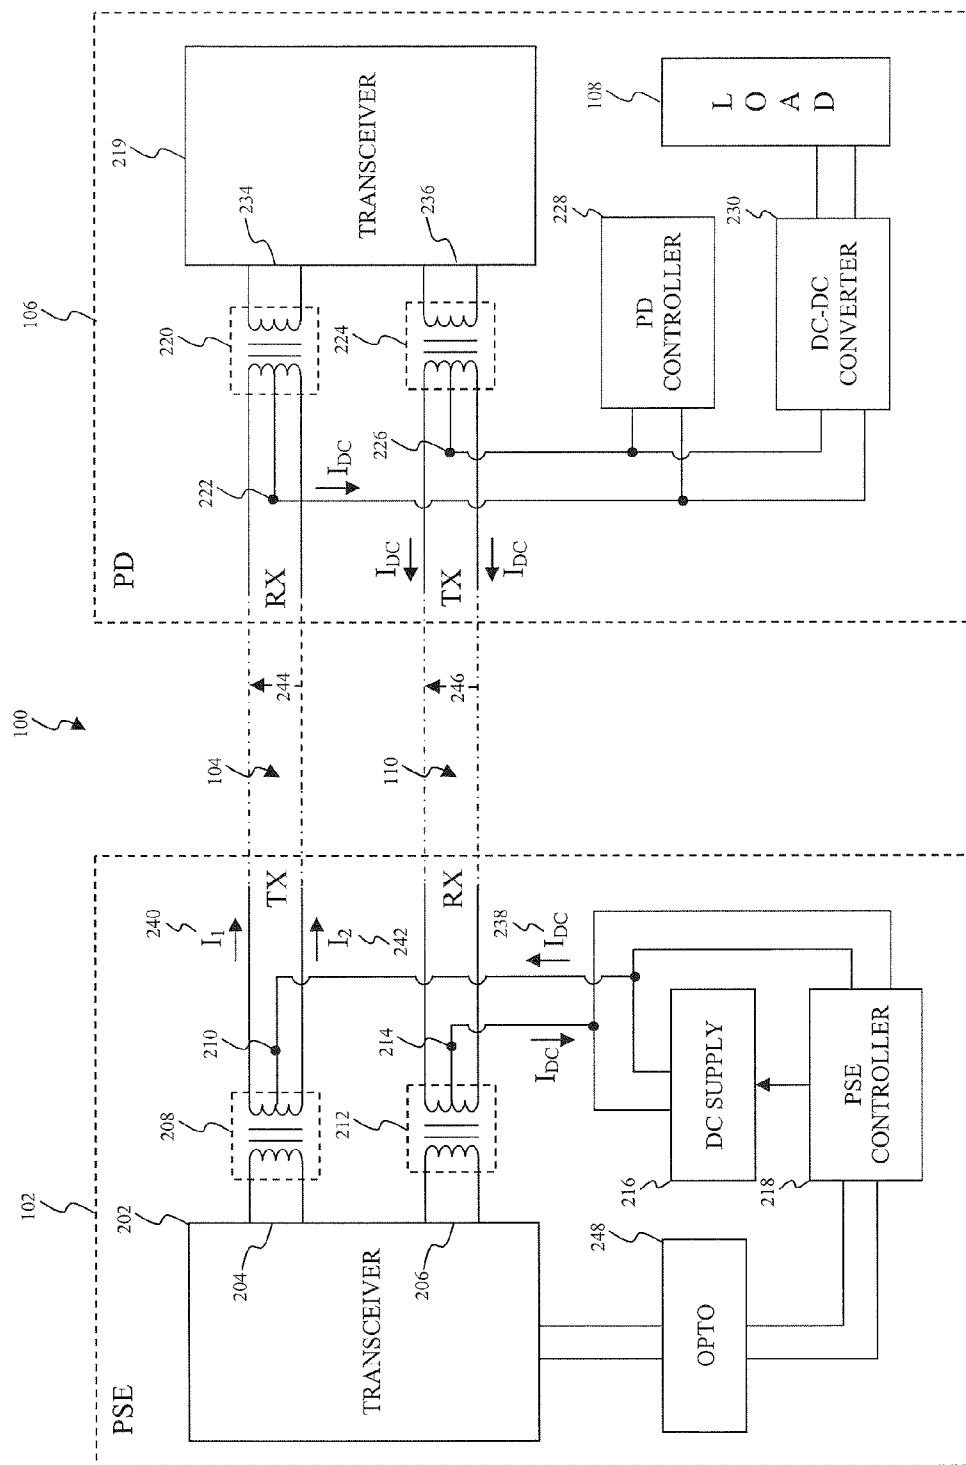 100
102
PSE
202
TRANSCEIVER
204
206
208
210
212
214
240
I1
TX
I2
242
RX
238
IDC
IDC
DC SUPPLY
216
PSE
CONTROLLER
218
248
OPTO
104
110
244
246
106
PD
RX
TX
IDC
IDC
IDC
222
226
220
224
234
236
219
TRANSCEIVER
228
PD
CONTROLLER
230
DC-DC
CONVERTER
108
LOAD